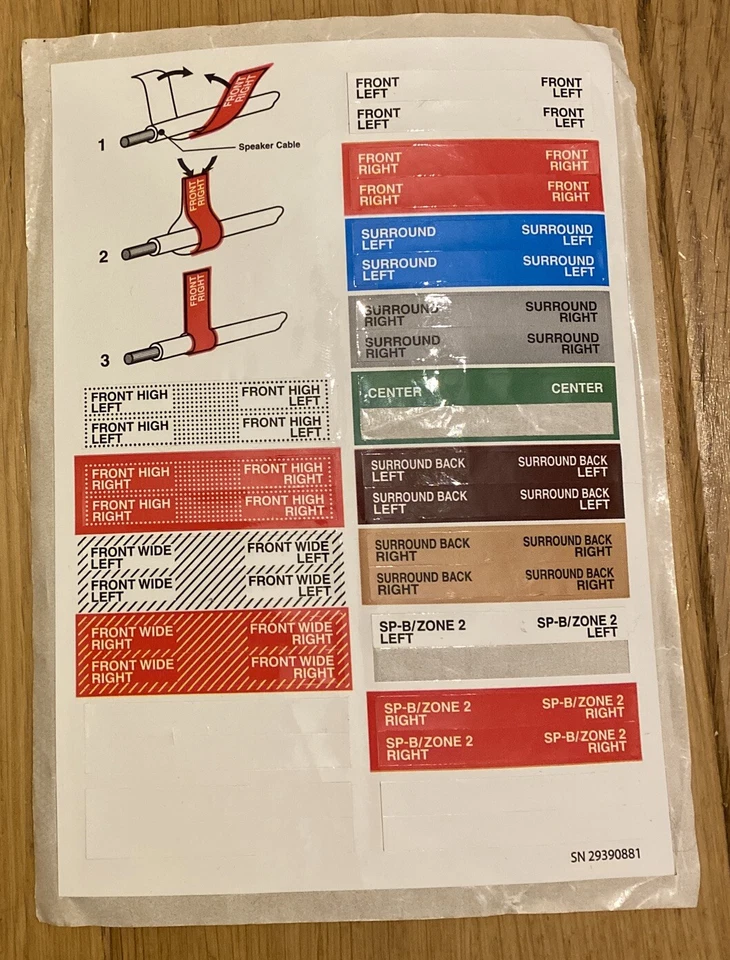 FRONT
RIGHT
1
Speaker Cable
FRONT
RIGHT
2
FRONT
RIGHT
3
FRONT HIGH
LEFT
FRONT HIGH
LEFT
FRONT HIGH
LEFT
FRONT HIGH
LEFT
FRONT HIGH
RIGHT
FRONT HIGH
RIGHT
FRONT HIGH
RIGHT
FRONT HIGH
RIGHT
FRONT WIDE
LEFT
FRONT WIDE
LEFT
FRONT WIDE
LEFT
FRONT WIDE
LEFT
FRONT WIDE
RIGHT
FRONT WIDE
RIGHT
FRONT WIDE
RIGHT
FRONT WIDE
RIGHT
FRONT
LEFT
FRONT
LEFT
FRONT
LEFT
FRONT
LEFT
FRONT
RIGHT
FRONT
RIGHT
FRONT
RIGHT
FRONT
RIGHT
SURROUND
LEFT
SURROUND
LEFT
SURROUND
LEFT
SURROUND
LEFT
SURROUND
RIGHT
SURROUND
RIGHT
SURROUND
RIGHT
SURROUND
RIGHT
CENTER
CENTER
SURROUND BACK
LEFT
SURROUND BACK
LEFT
SURROUND BACK
LEFT
SURROUND BACK
LEFT
SURROUND BACK
RIGHT
SURROUND BACK
RIGHT
SURROUND BACK
RIGHT
SURROUND BACK
RIGHT
SP-B/ZONE 2
LEFT
SP-B/ZONE 2
LEFT
SP-B/ZONE 2
RIGHT
SP-B/ZONE 2
RIGHT
SP-B/ZONE 2
RIGHT
SP-B/ZONE 2
RIGHT
SN 29390881